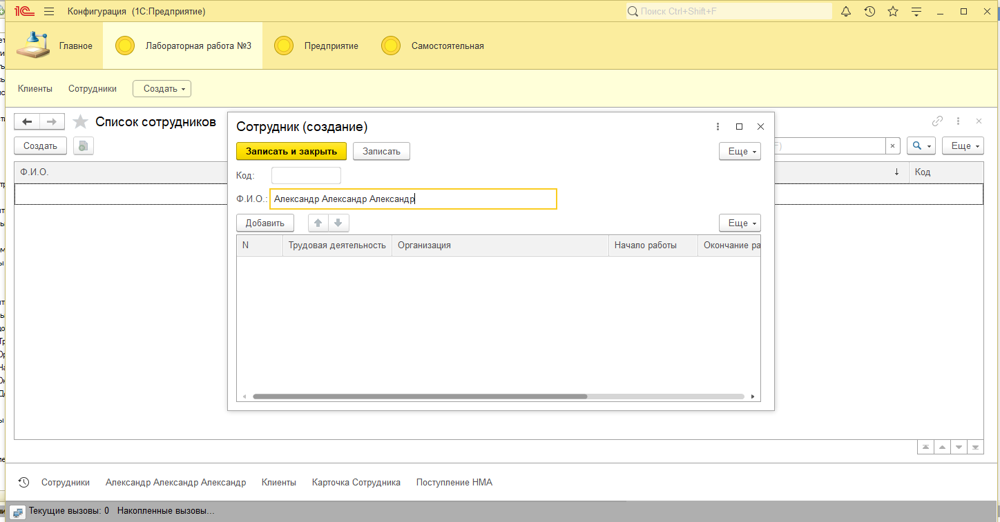 1С Конфигурация (1С:Предприятие) Поиск Ctrl+Shift+F
Главное Лабораторная работа №3 Предприятие Самостоятельная
Клиенты Сотрудники Создать
Список сотрудников
Создать Еще
Ф.И.О. Код
Сотрудник (создание)
Записать и закрыть Записать Еще
Код:
Ф.И.О.: Александр Александр Александр
Добавить Еще
N Трудовая деятельность Организация Начало работы Окончание ра
Сотрудники Александр Александр Александр Клиенты Карточка Сотрудника Поступление НМА
Текущие вызовы: 0 Накопленные вызовы...